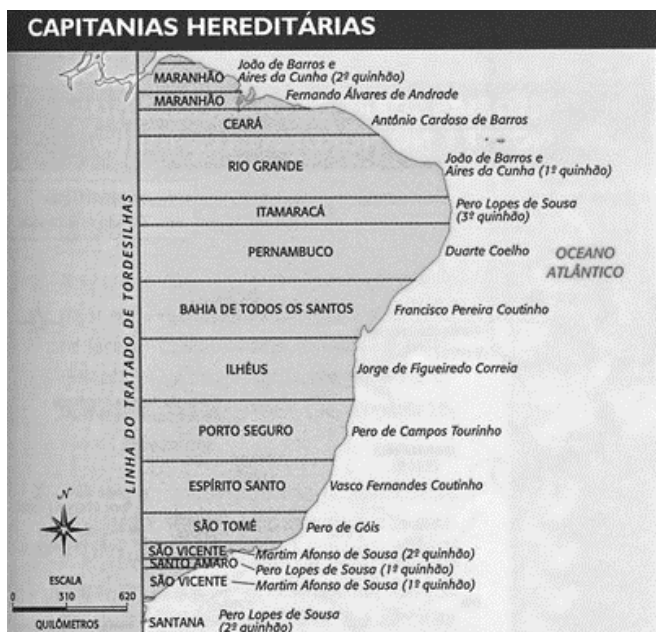 CAPITANIAS HEREDITÁRIAS
João de Barros e
Aires da Cunha (2º quinhão)
MARANHÃO
Fernando Álvares de Andrade
MARANHÃO
CEARÁ
Antônio Cardoso de Barros
RIO GRANDE
João de Barros e
Aires da Cunha (1º quinhão)
ITAMARACÁ
Pero Lopes de Sousa
(3º quinhão)
PERNAMBUCO
Duarte Coelho
OCEANO
ATLÂNTICO
BAHIA DE TODOS OS SANTOS
Francisco Pereira Coutinho
LINHA DO TRATADO DE TORDESILHAS
ILHÉUS
Jorge de Figueiredo Correia
PORTO SEGURO
Pero de Campos Tourinho
ESPÍRITO SANTO
Vasco Fernandes Coutinho
N
SÃO TOMÉ
Pero de Góis
SÃO VICENTE
Martim Afonso de Sousa (2º quinhão)
SANTO AMARO
Pero Lopes de Sousa (1º quinhão)
SÃO VICENTE
Martim Afonso de Sousa (1º quinhão)
ESCALA
0 310 620
QUILÔMETROS
SANTANA
Pero Lopes de Sousa
(2º quinhão)